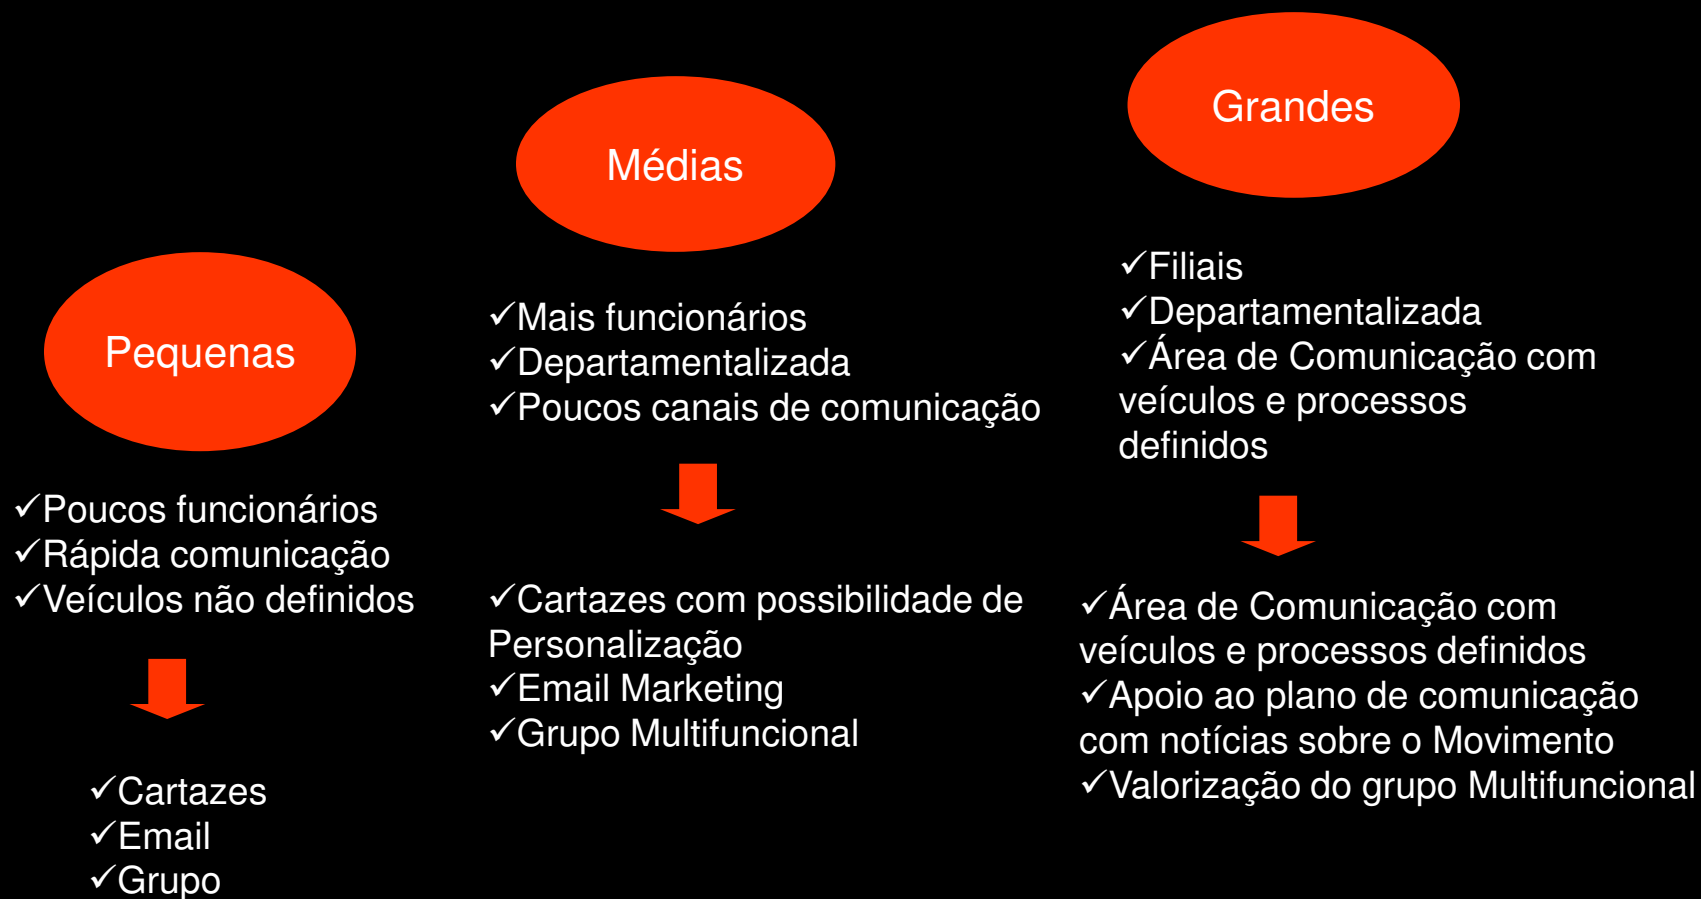 Pequenas
✓Poucos funcionários
✓Rápida comunicação
✓Veículos não definidos
✓Cartazes
✓Email
✓Grupo
Médias
✓Mais funcionários
✓Departamentalizada
✓Poucos canais de comunicação
✓Cartazes com possibilidade de
Personalização
✓Email Marketing
✓Grupo Multifuncional
Grandes
✓Filiais
✓Departamentalizada
✓Área de Comunicação com
veículos e processos
definidos
✓Área de Comunicação com
veículos e processos definidos
✓Apoio ao plano de comunicação
com notícias sobre o Movimento
✓Valorização do grupo Multifuncional